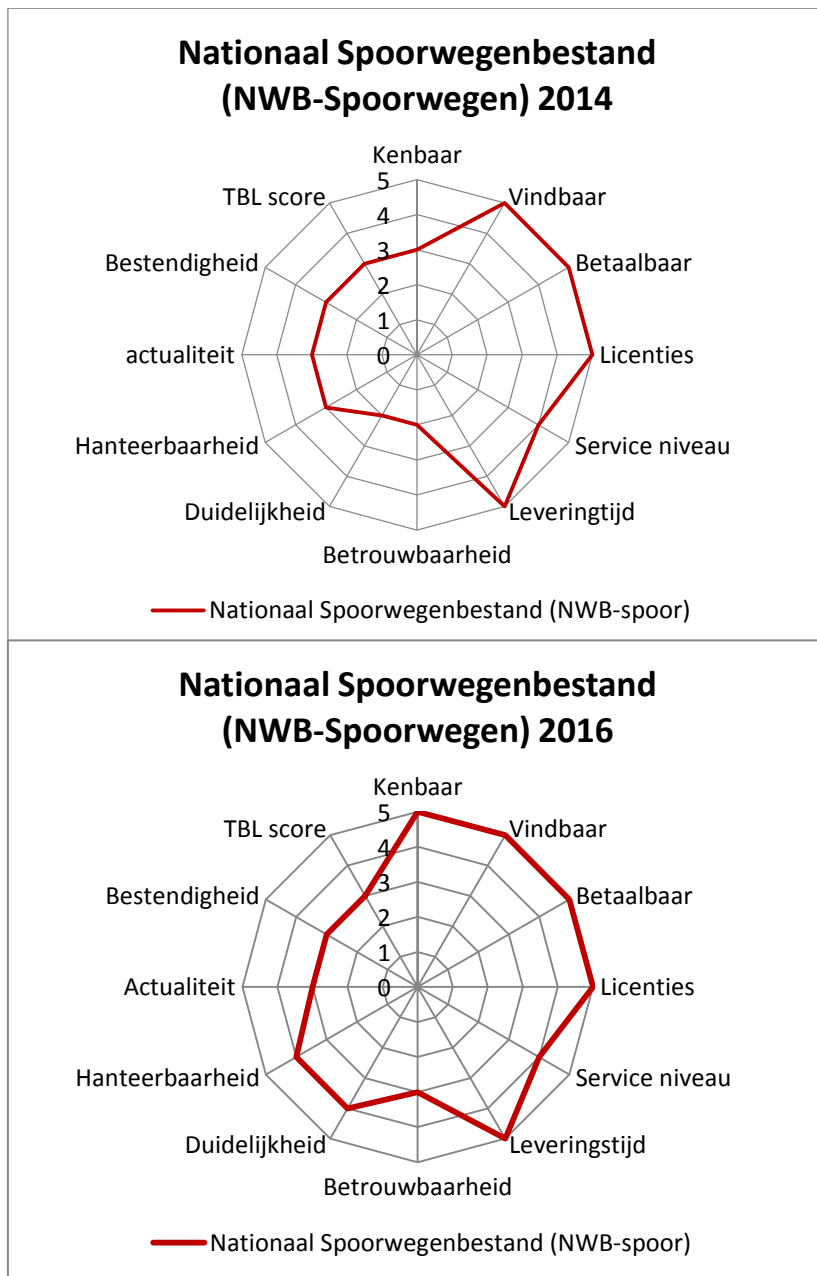 Nationaal Spoorwegenbestand
(NWB-Spoorwegen) 2014
Kenbaar
TBL score
5
Vindbaar
4
Bestendigheid
3
Betaalbaar
2
1
actualiteit
0
Licenties
Hanteerbaarheid
Service niveau
Duidelijkheid
Leveringtijd
Betrouwbaarheid
Nationaal Spoorwegenbestand (NWB-spoor)
Nationaal Spoorwegenbestand
(NWB-Spoorwegen) 2016
Kenbaar
TBL score
5
Vindbaar
4
Bestendigheid
3
Betaalbaar
2
1
Actualiteit
0
Licenties
Hanteerbaarheid
Service niveau
Duidelijkheid
Leveringstijd
Betrouwbaarheid
Nationaal Spoorwegenbestand (NWB-spoor)